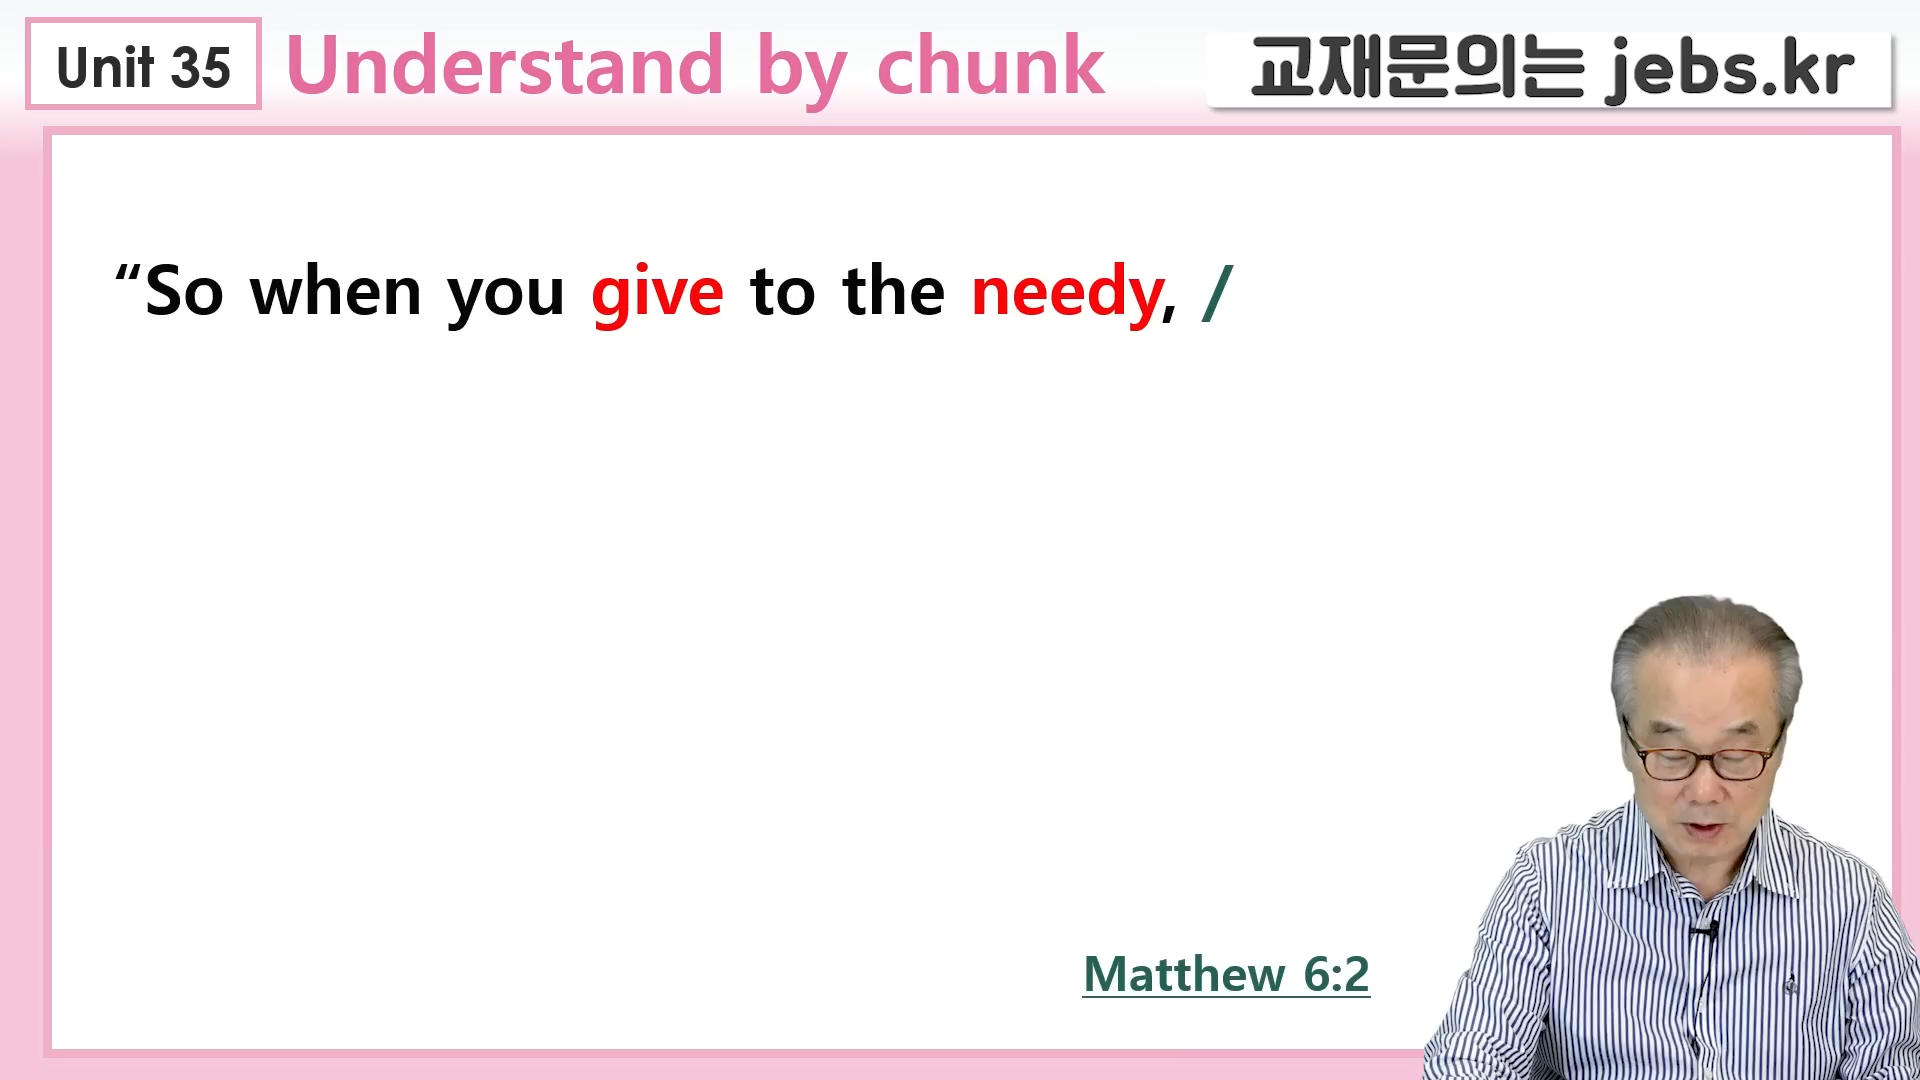 Unit 35
Understand by chunk
교재문의는 jebs.kr
“So when you give to the needy, /
Matthew 6:2